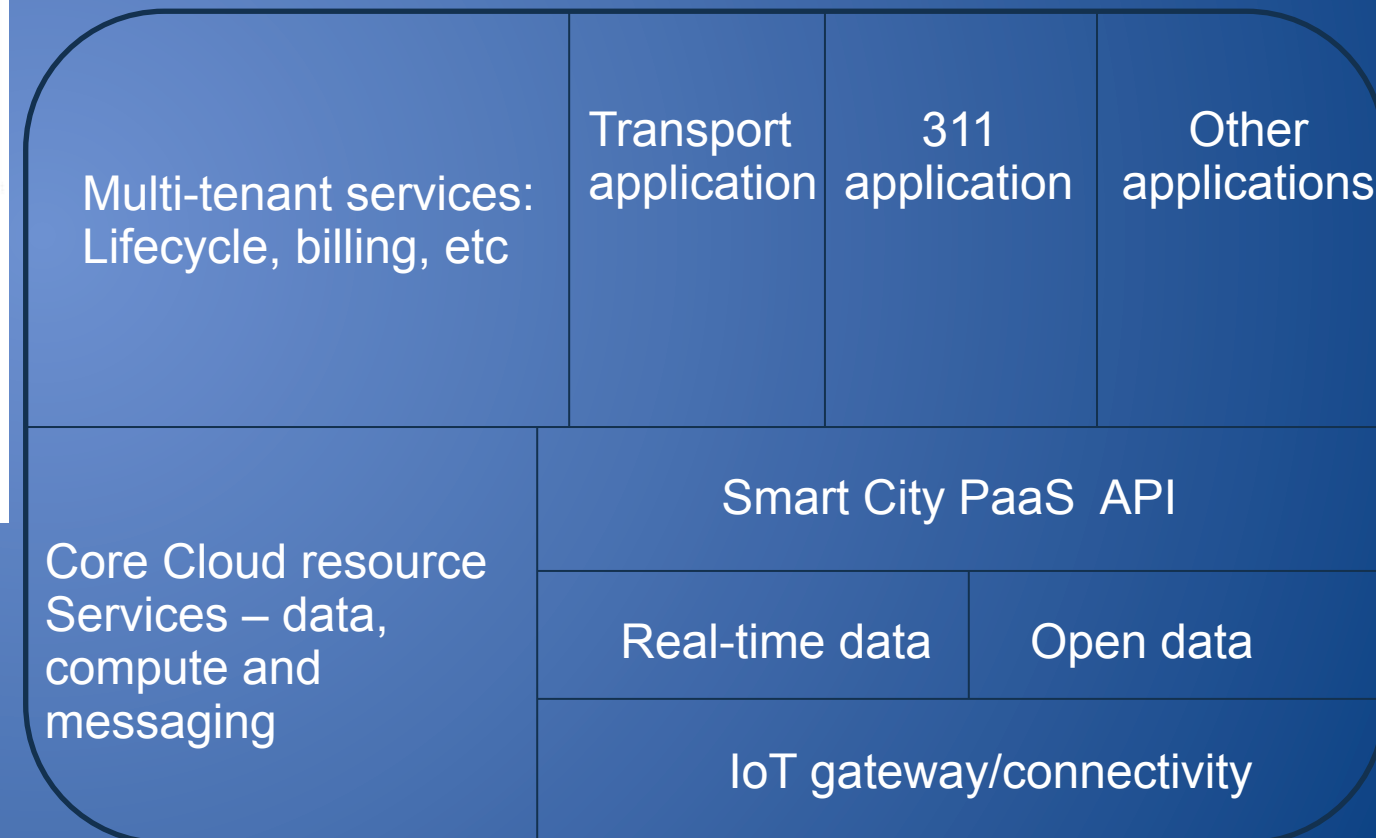 Multi-tenant services:
Lifecycle, billing, etc
Transport
application
311
application
Other
applications
Core Cloud resource
Services – data,
compute and
messaging
Smart City PaaS  API
Real-time data
Open data
IoT gateway/connectivity